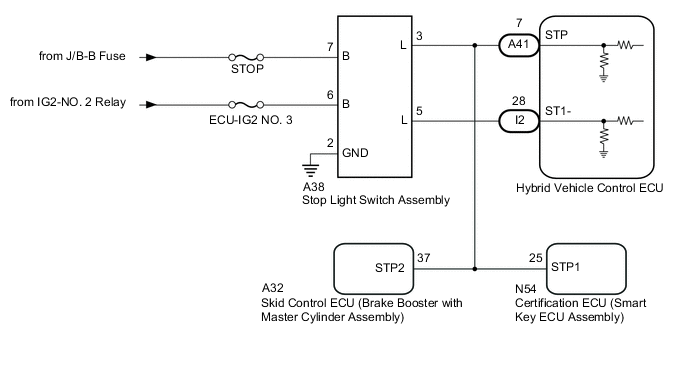 7
3
STP
from J/B-B Fuse
7
B
L
A41
STOP
from IG2-NO. 2 Relay
6
B
5
L
28
I2
ST1-
ECU-IG2 NO. 3
2
GND
A38
Stop Light Switch Assembly
Hybrid Vehicle Control ECU
STP2
37
25
STP1
A32
Skid Control ECU (Brake Booster with
Master Cylinder Assembly)
N54
Certification ECU (Smart
Key ECU Assembly)